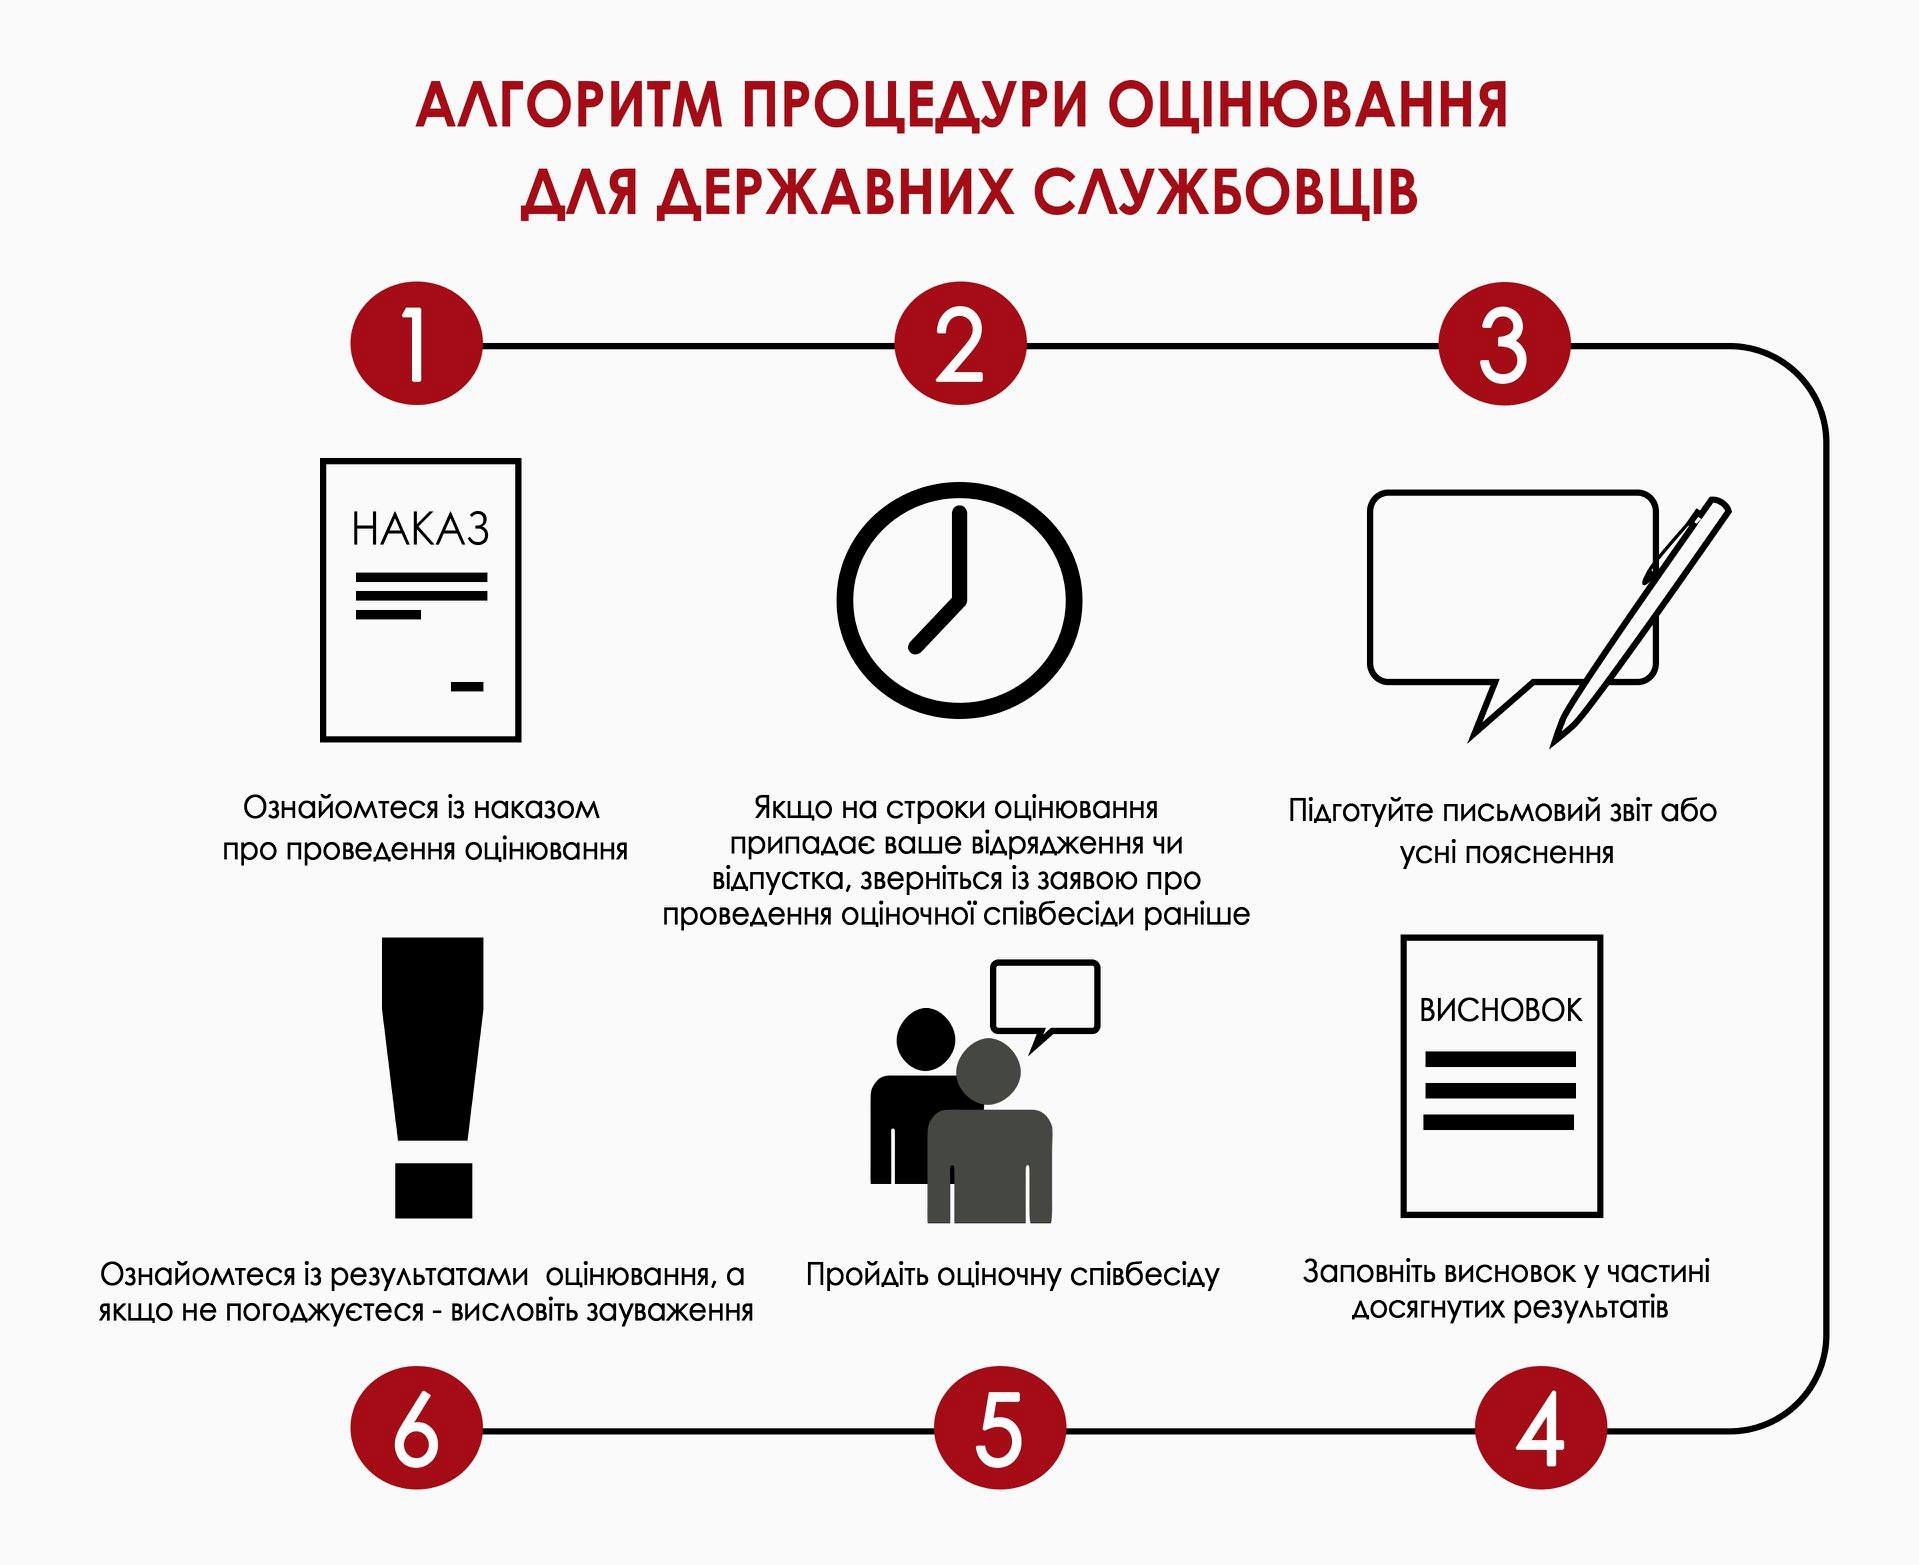 АЛГОРИТМ ПРОЦЕДУРИ ОЦІНЮВАННЯ
ДЛЯ ДЕРЖАВНИХ СЛУЖБОВЦІВ
1
2
3
НАКАЗ
Ознайомтеся із наказом
про проведення оцінювання
Якщо на строки оцінювання
припадає ваше відрядження чи
відпустка, зверніться із заявою про
проведення оціночної співбесіди раніше
Підготуйте письмовий звіт або
усні пояснення
ВИСНОВОК
Заповніть висновок у частині
досягнутих результатів
4
Пройдіть оціночну співбесіду
5
Ознайомтеся із результатами оцінювання, а
якщо не погоджуєтеся - висловіть зауваження
6